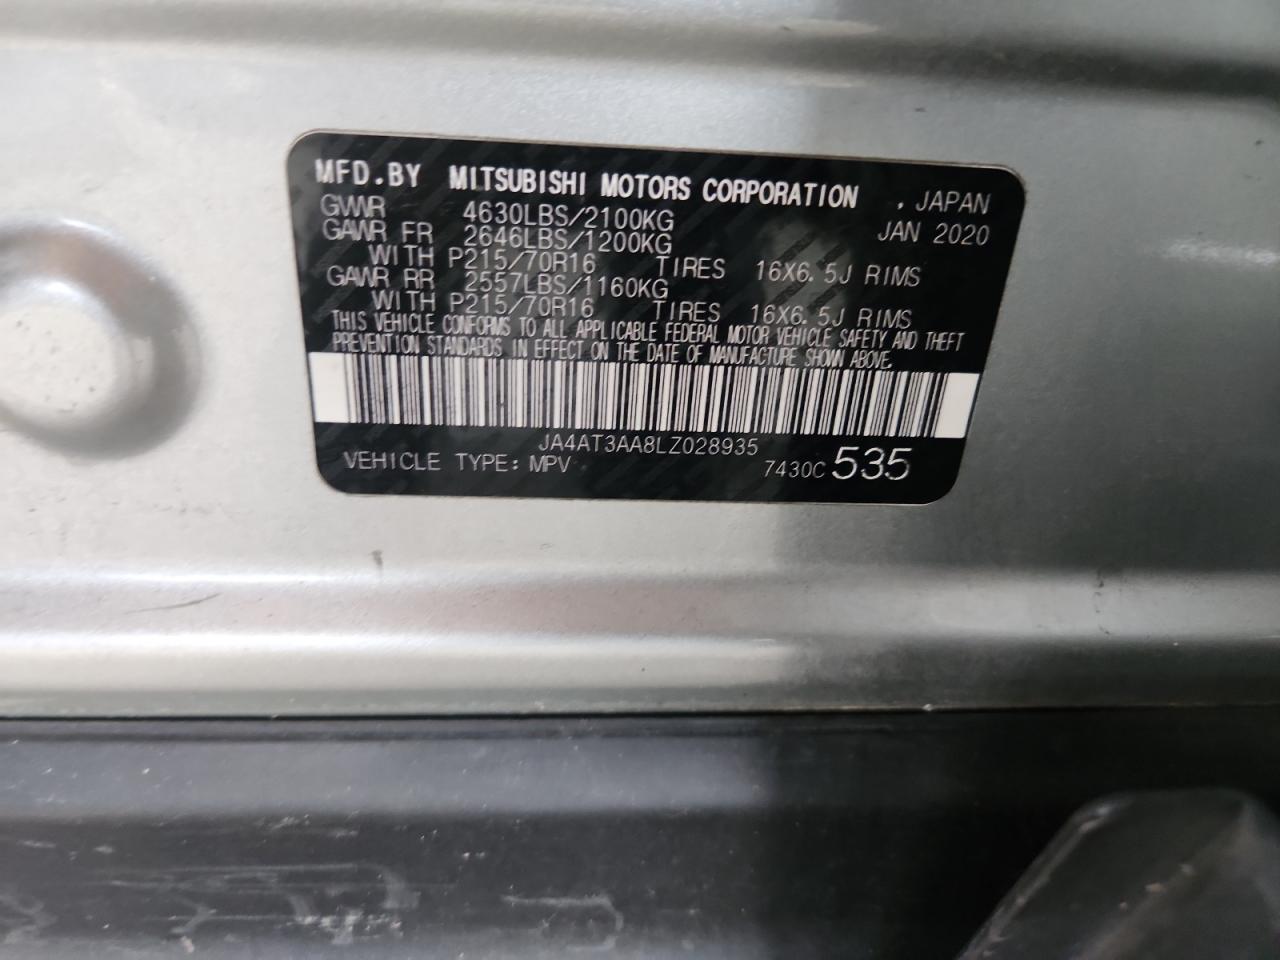 MFD.BY MITSUBISHI MOTORS CORPORATION , JAPAN
GVWR 4630LBS/2100KG JAN 2020
GAWR FR 2646LBS/1200KG
WITH P215/70R16 TIRES 16X6.5J RIMS
GAWR RR 2557LBS/1160KG
WITH P215/70R16 TIRES 16X6.5J RIMS
THIS VEHICLE CONFORMS TO ALL APPLICABLE FEDERAL MOTOR VEHICLE SAFETY AND THEFT
PREVENTION STANDARDS IN EFFECT ON THE DATE OF MANUFACTURE SHOWN ABOVE.
JA4AT3AA8LZ028935
VEHICLE TYPE: MPV 7430C 535